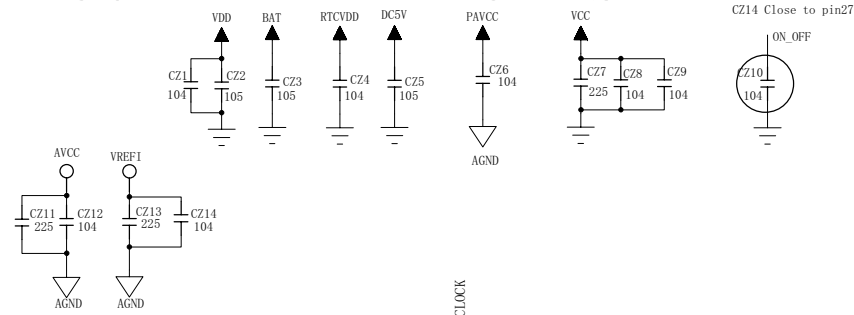 CZ14 Close to pin27
VDD
BAT
RTCVDD
DC5V
PAVCC
VCC
ON_OFF
CZ1
104
CZ2
105
CZ3
105
CZ4
104
CZ5
105
CZ6
104
CZ7
225
CZ8
104
CZ9
104
CZ10
104
AGND
AVCC
VREFI
CZ11
225
CZ12
104
CZ13
225
CZ14
104
AGND
AGND
CLOCK